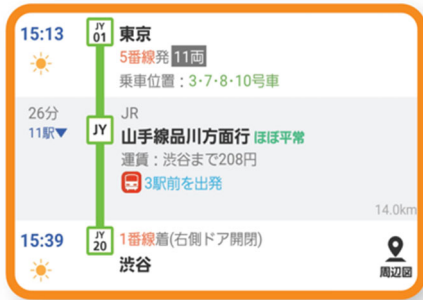 15:13
JY
01
東京
5番線発 11両
乗車位置：3・7・8・10号車
26分
11駅▼
JY
JR
山手線品川方面行 ほぼ平常
運賃：渋谷まで208円
3駅前を出発
14.0km
15:39
JY
20
1番線着(右側ドア開閉)
渋谷
周辺図